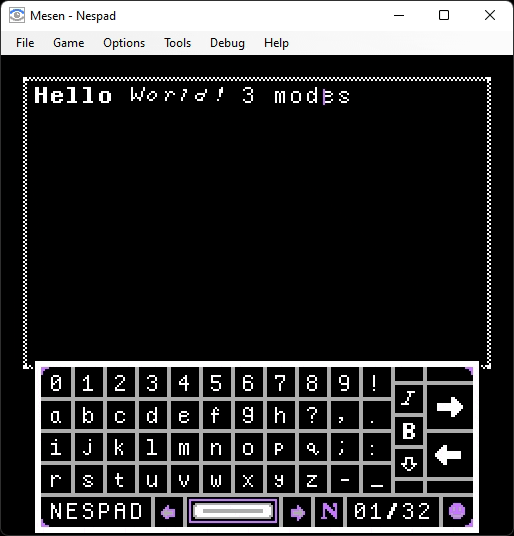 Mesen - Nespad
File Game Options Tools Debug Help
Hello World! 3 modes
0 1 2 3 4 5 6 7 8 9 !
a b c d e f g h ? , .
i j k l m n o p q ; :
r s t u v w x y z - _
I
B
NESPAD N 01/32